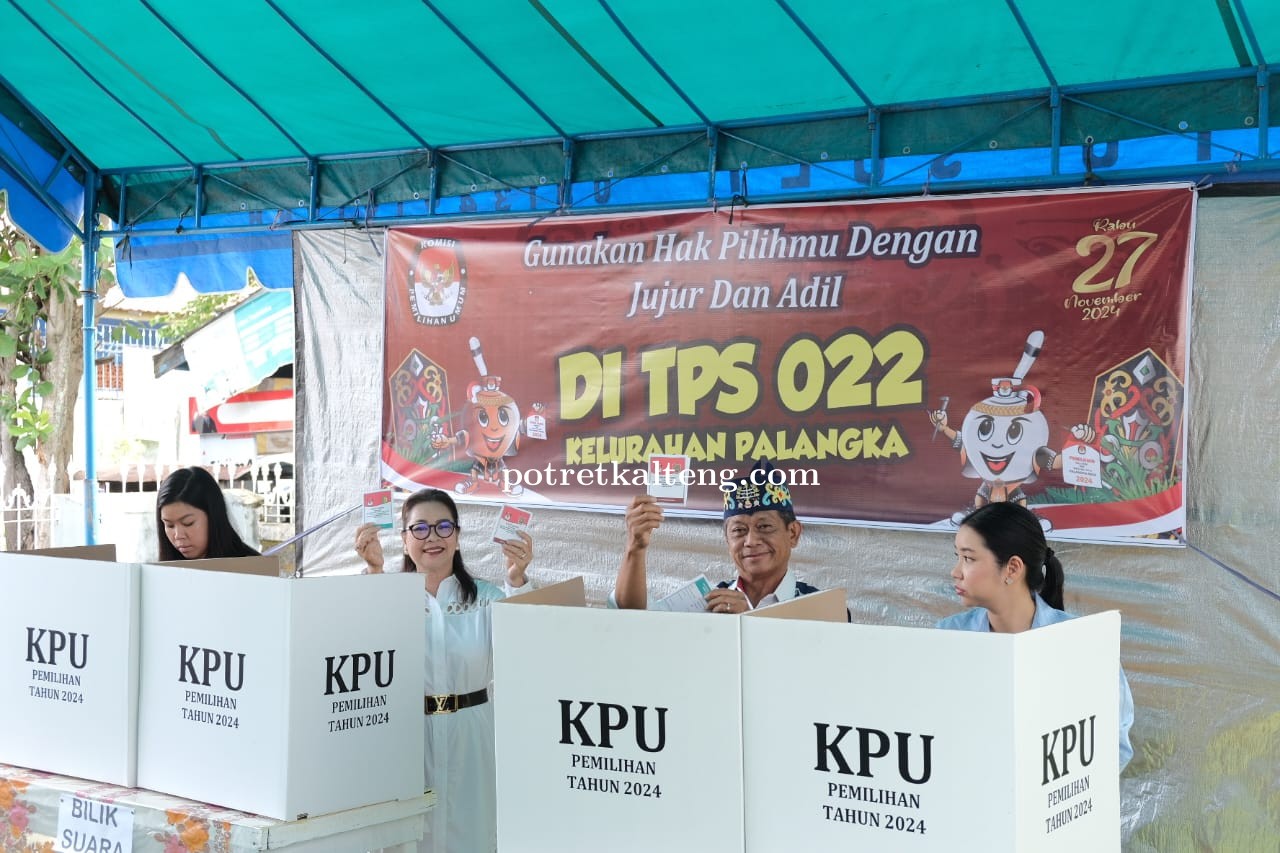 KOMISI
PEMILIHAN UMUM
Gunakan Hak Pilihmu Dengan
Jujur Dan Adil
Rabu
27
November
2024
DI TPS 022
KELURAHAN PALANGKA
potretkalteng.com
KPU
PEMILIHAN
TAHUN 2024
KPU
PEMILIHAN
TAHUN 2024
KPU
PEMILIHAN
TAHUN 2024
KPU
PEMILIHAN
TAHUN 2024
KPU
PEMILIHAN
TAHUN 2024
KPU
PEMILIHAN
TAHUN 2024
BILIK
SUARA